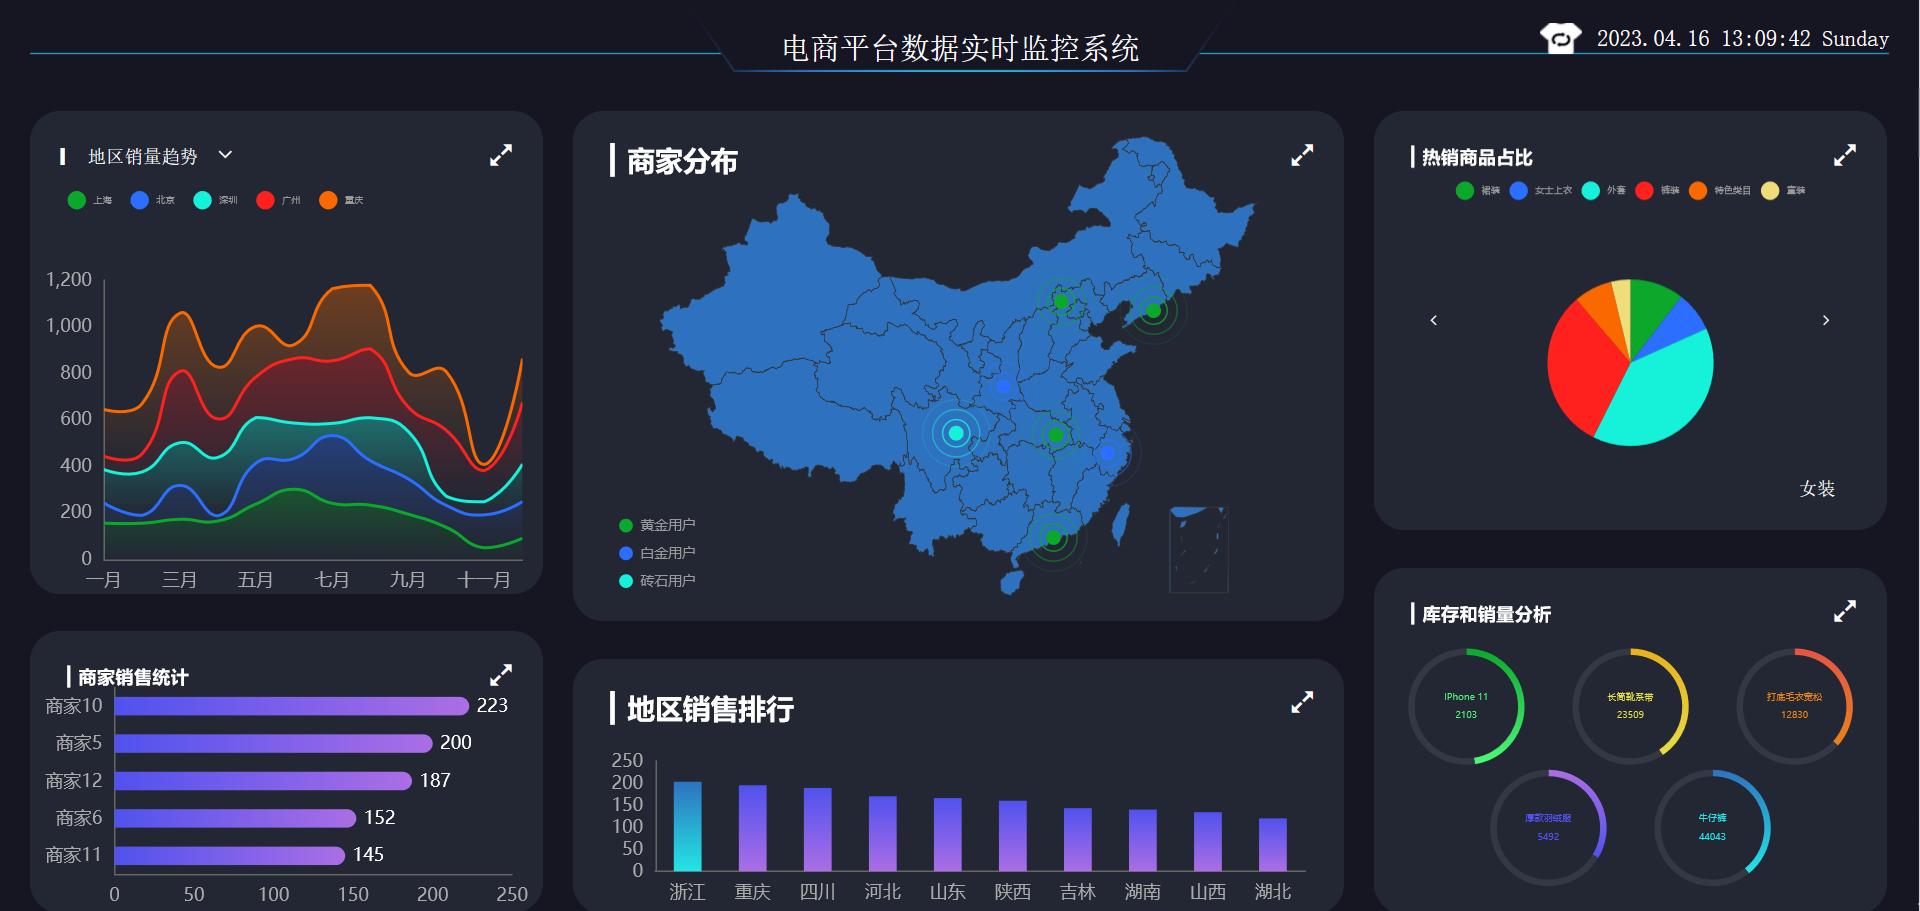 电商平台数据实时监控系统
2023.04.16 13:09:42 Sunday
地区销量趋势
上海 北京 深圳 广州 重庆
1,200
1,000
800
600
400
200
0
一月 三月 五月 七月 九月 十一月
商家销售统计
商家10 223
商家5 200
商家12 187
商家6 152
商家11 145
0 50 100 150 200 250
商家分布
黄金用户
白金用户
砖石用户
地区销售排行
250
200
150
100
50
0
浙江 重庆 四川 河北 山东 陕西 吉林 湖南 山西 湖北
热销商品占比
裙装 女士上衣 外套 裤装 特色类目 童装
女装
库存和销量分析
IPhone 11
2103
长筒靴系带
23509
打底毛衣宽松
12830
厚款羽绒服
5492
牛仔裤
44043